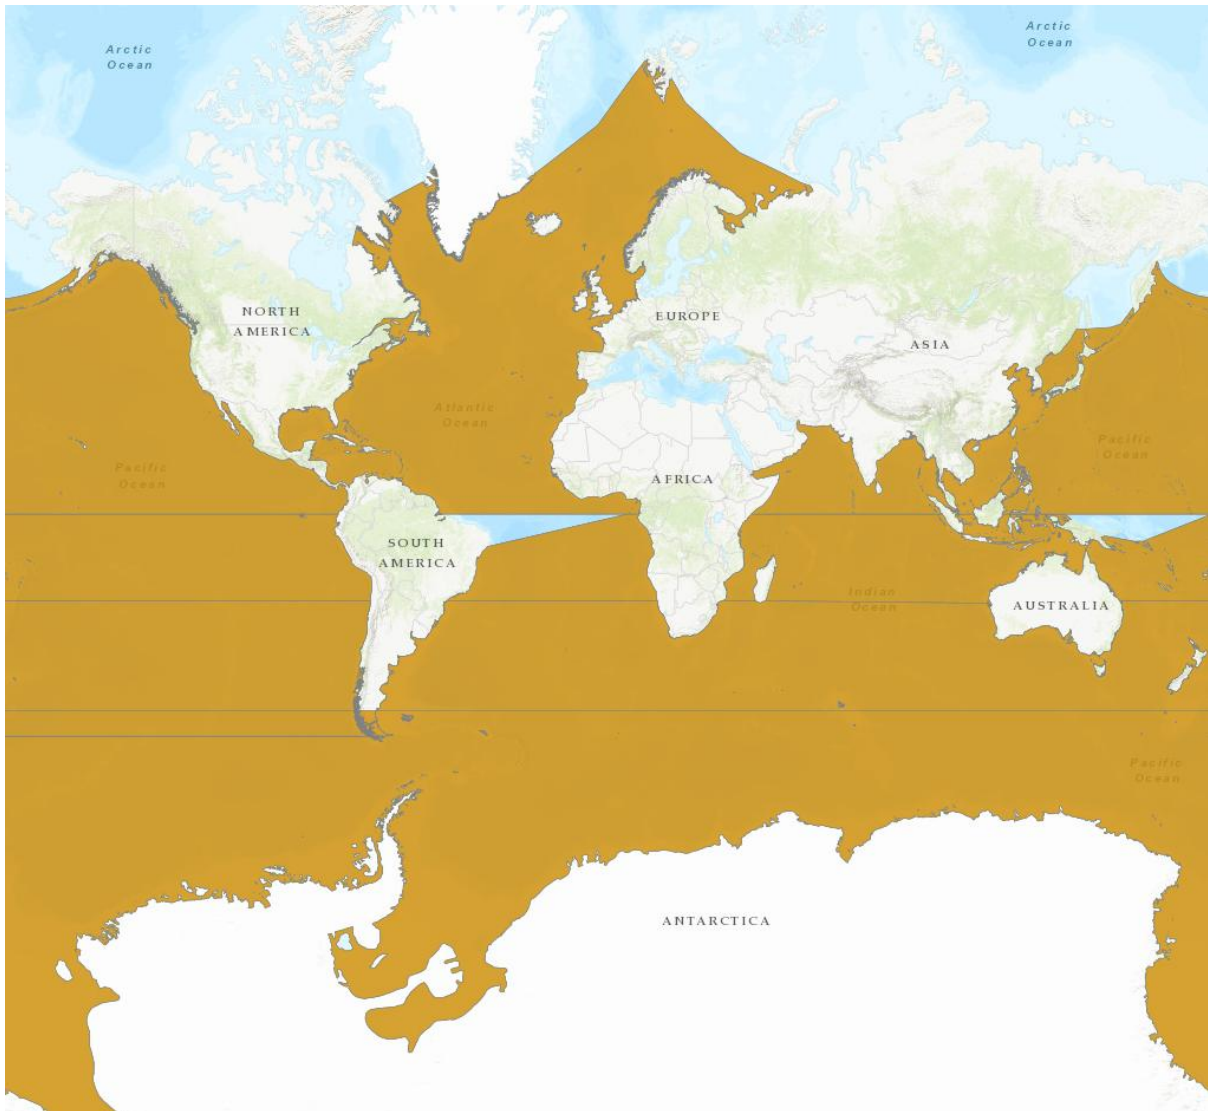 Arctic
Ocean
Arctic
Ocean
NORTH
AMERICA
EUROPE
ASIA
Atlantic
Ocean
Pacific
Ocean
Pacific
Ocean
AFRICA
SOUTH
AMERICA
Indian
Ocean
AUSTRALIA
Pacific
Ocean
ANTARCTICA